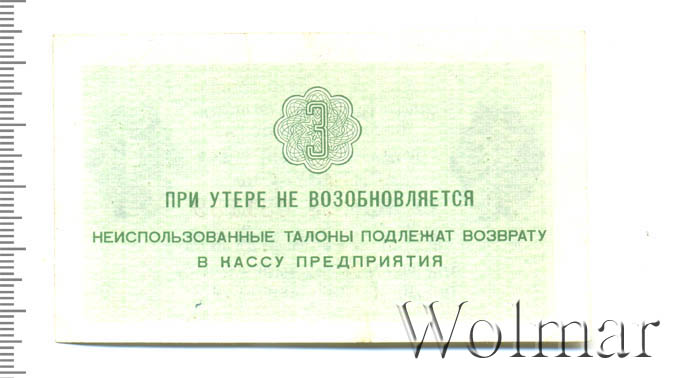 3
ПРИ УТЕРЕ НЕ ВОЗОБНОВЛЯЕТСЯ
НЕИСПОЛЬЗОВАННЫЕ ТАЛОНЫ ПОДЛЕЖАТ ВОЗВРАТУ
В КАССУ ПРЕДПРИЯТИЯ
Wolmar